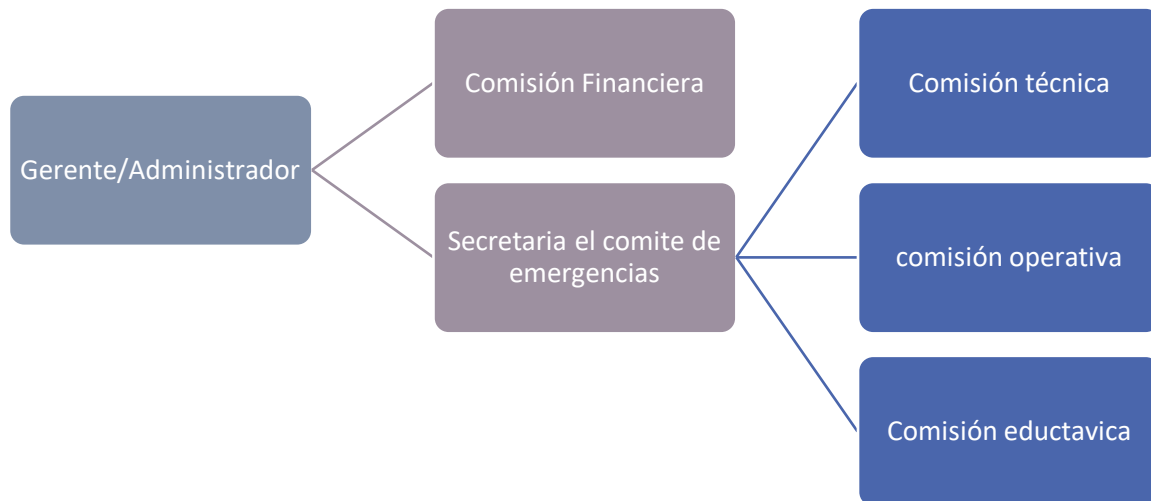 Gerente/Administrador
Comisión Financiera
Secretaria el comite de
emergencias
Comisión técnica
comisión operativa
Comisión eductavica